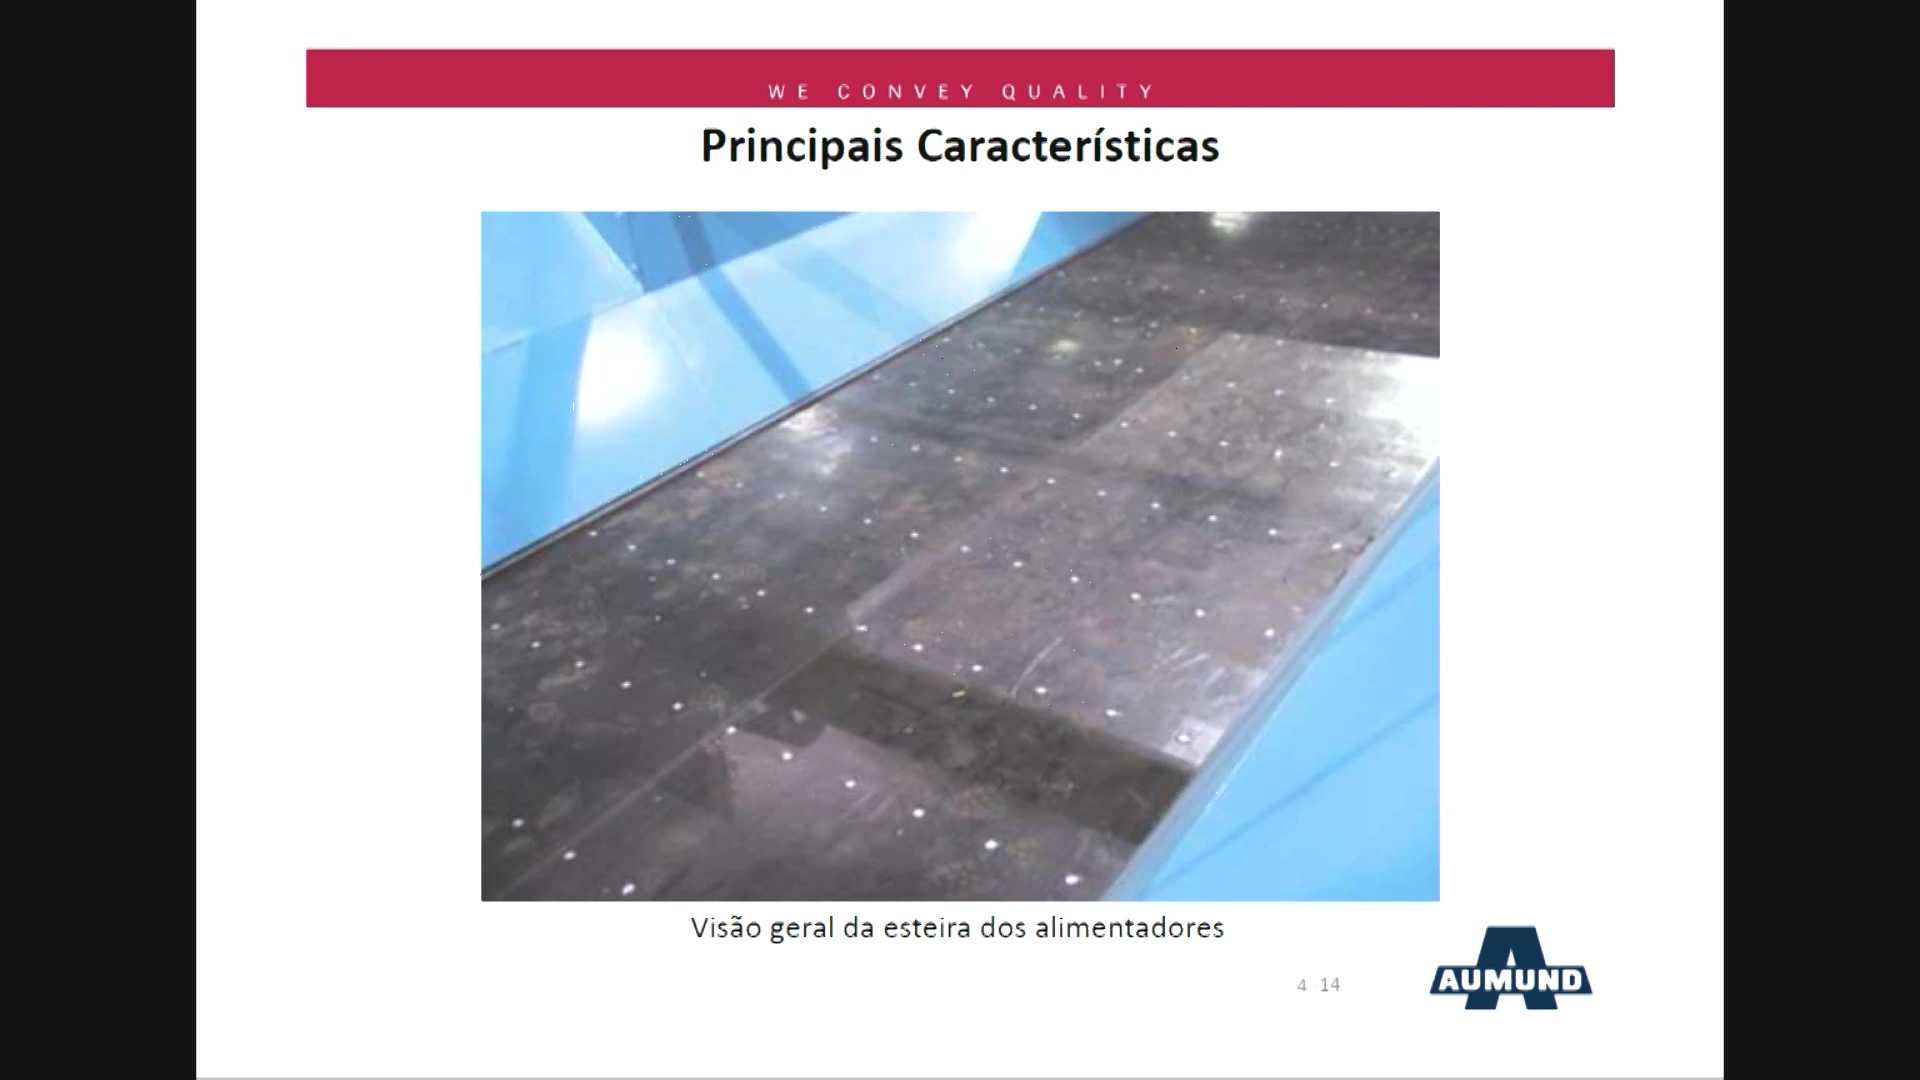 WE CONVEY QUALITY
Principais Características
Visão geral da esteira dos alimentadores
4 - 14
AUMUND